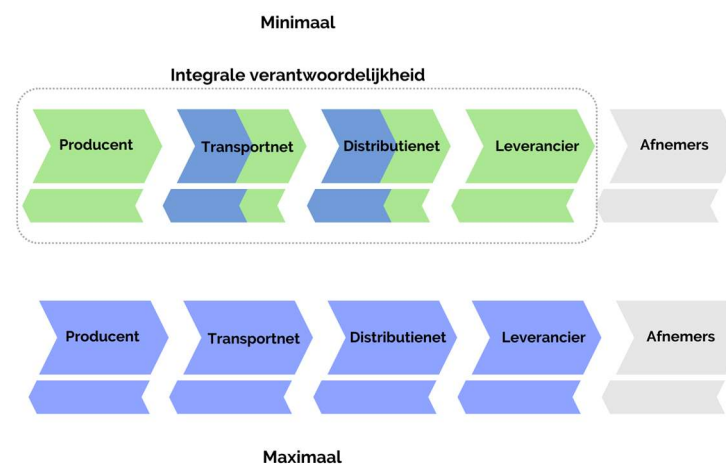 Minimaal
Integrale verantwoordelijkheid
Producent
Transportnet
Distributienet
Leverancier
Afnemers
Producent
Transportnet
Distributienet
Leverancier
Afnemers
Maximaal